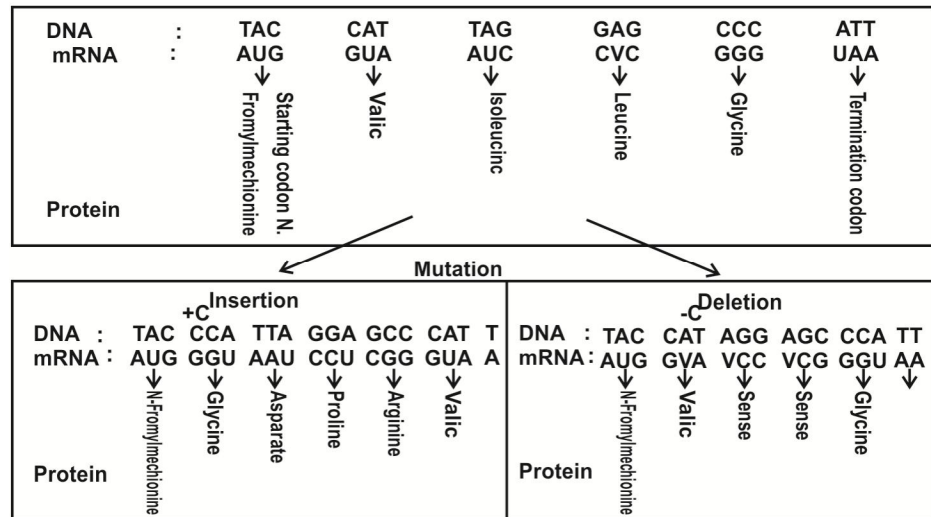 DNA : TAC CAT TAG GAG CCC ATT
mRNA : AUG GUA AUC CVC GGG UAA
Starting codon N.
Fromylmechionine
Valic
Isoleucinc
Leucine
Glycine
Termination codon
Protein
Mutation
+C Insertion
DNA : TAC CCA TTA GGA GCC CAT T
mRNA : AUG GGU AAU CCU CGG GUA A
N-Fromylmechionine
Glycine
Asparate
Proline
Arginine
Valic
Protein
-C Deletion
DNA : TAC CAT AGG AGC CCA TT
mRNA : AUG GVA VCC VCG GGU AA
N-Fromylmechionine
Valic
Sense
Sense
Glycine
Protein